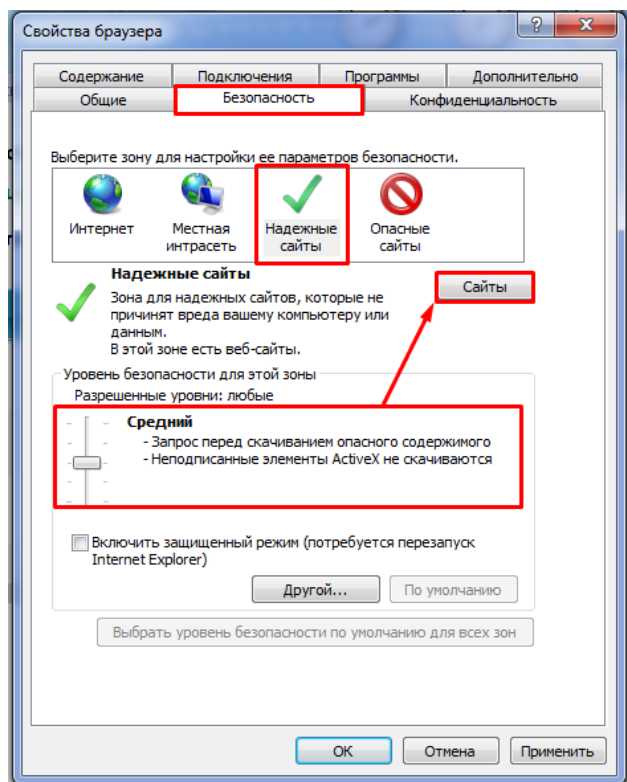 Свойства браузера
Содержание Подключения Программы Дополнительно
Общие Безопасность Конфиденциальность
Выберите зону для настройки ее параметров безопасности.
Интернет Местная интрасеть Надежные сайты Опасные сайты
Надежные сайты
Сайты
Зона для надежных сайтов, которые не
причинят вреда вашему компьютеру или
данным.
В этой зоне есть веб-сайты.
Уровень безопасности для этой зоны
Разрешенные уровни: любые
Средний
- Запрос перед скачиванием опасного содержимого
- Неподписанные элементы ActiveX не скачиваются
Включить защищенный режим (потребуется перезапуск
Internet Explorer)
Другой... По умолчанию
Выбрать уровень безопасности по умолчанию для всех зон
ОК Отмена Применить